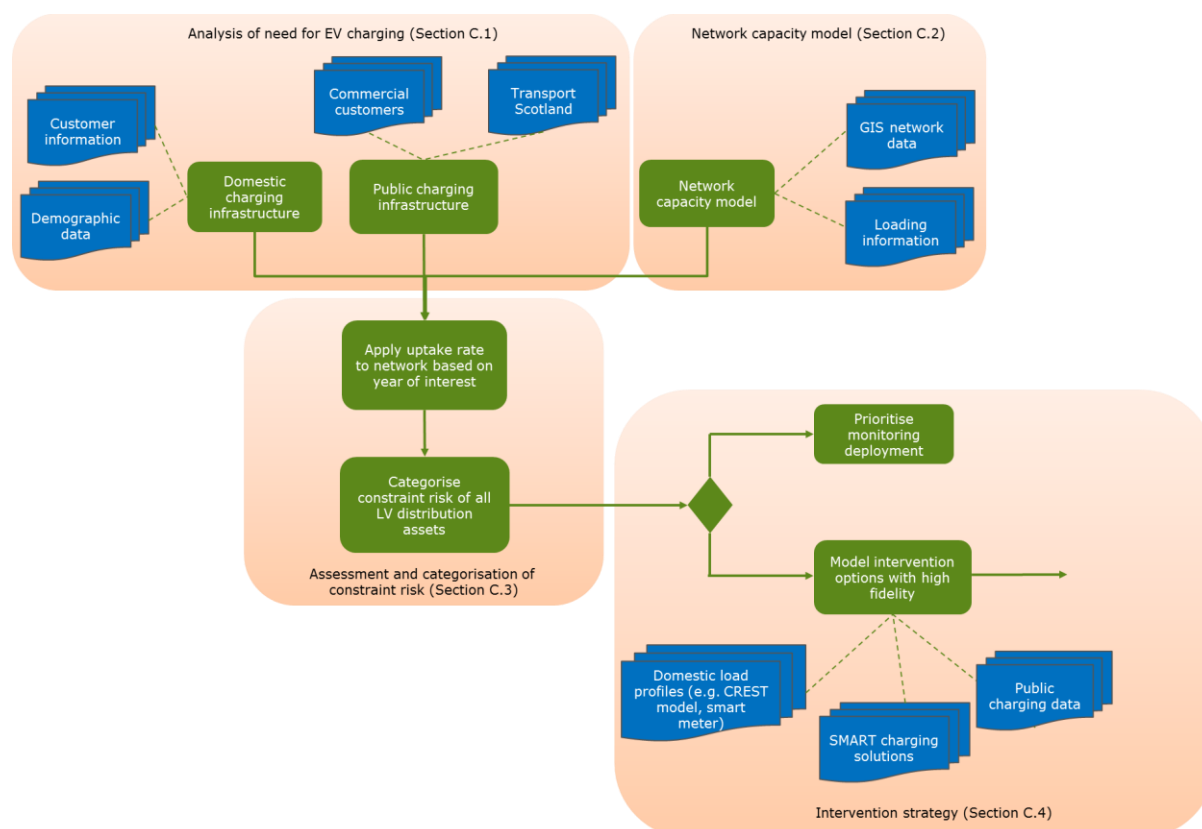 Analysis of need for EV charging (Section C.1)
Network capacity model (Section C.2)
Customer
information
Commercial
customers
Transport
Scotland
GIS network
data
Demographic
data
Domestic
charging
infrastructure
Public charging
infrastructure
Network
capacity model
Loading
information
Apply uptake rate
to network based on
year of interest
Categorise
constraint risk of all
LV distribution
assets
Assessment and categorisation of
constraint risk (Section C.3)
Prioritise
monitoring
deployment
Model intervention
options with high
fidelity
Domestic load
profiles (e.g. CREST
model, smart
meter)
SMART charging
solutions
Public
charging data
Intervention strategy (Section C.4)